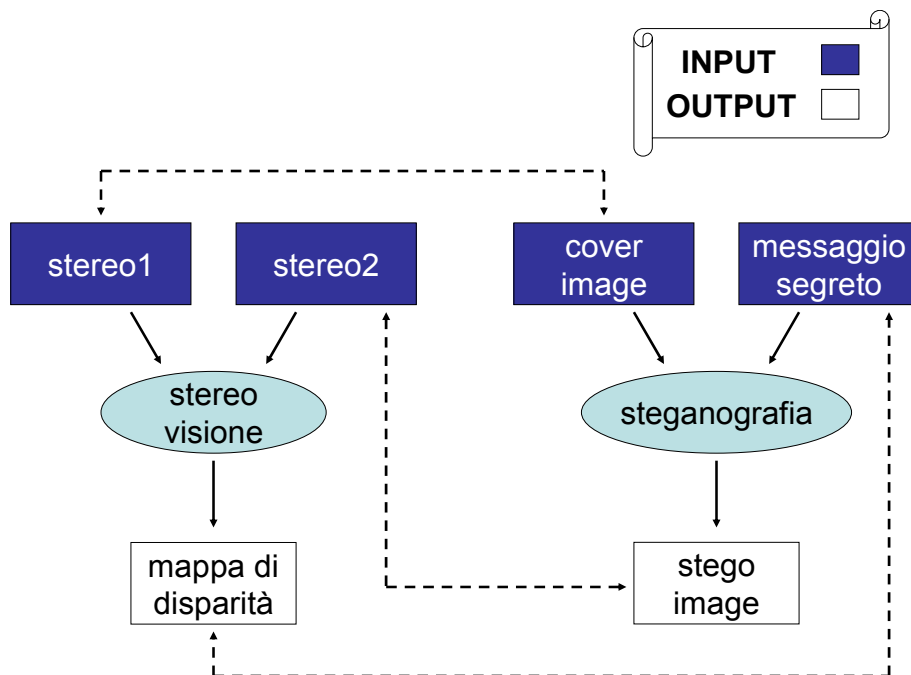 INPUT
OUTPUT
stereo1
stereo2
cover
image
messaggio
segreto
stereo
visione
steganografia
mappa di
disparità
stego
image